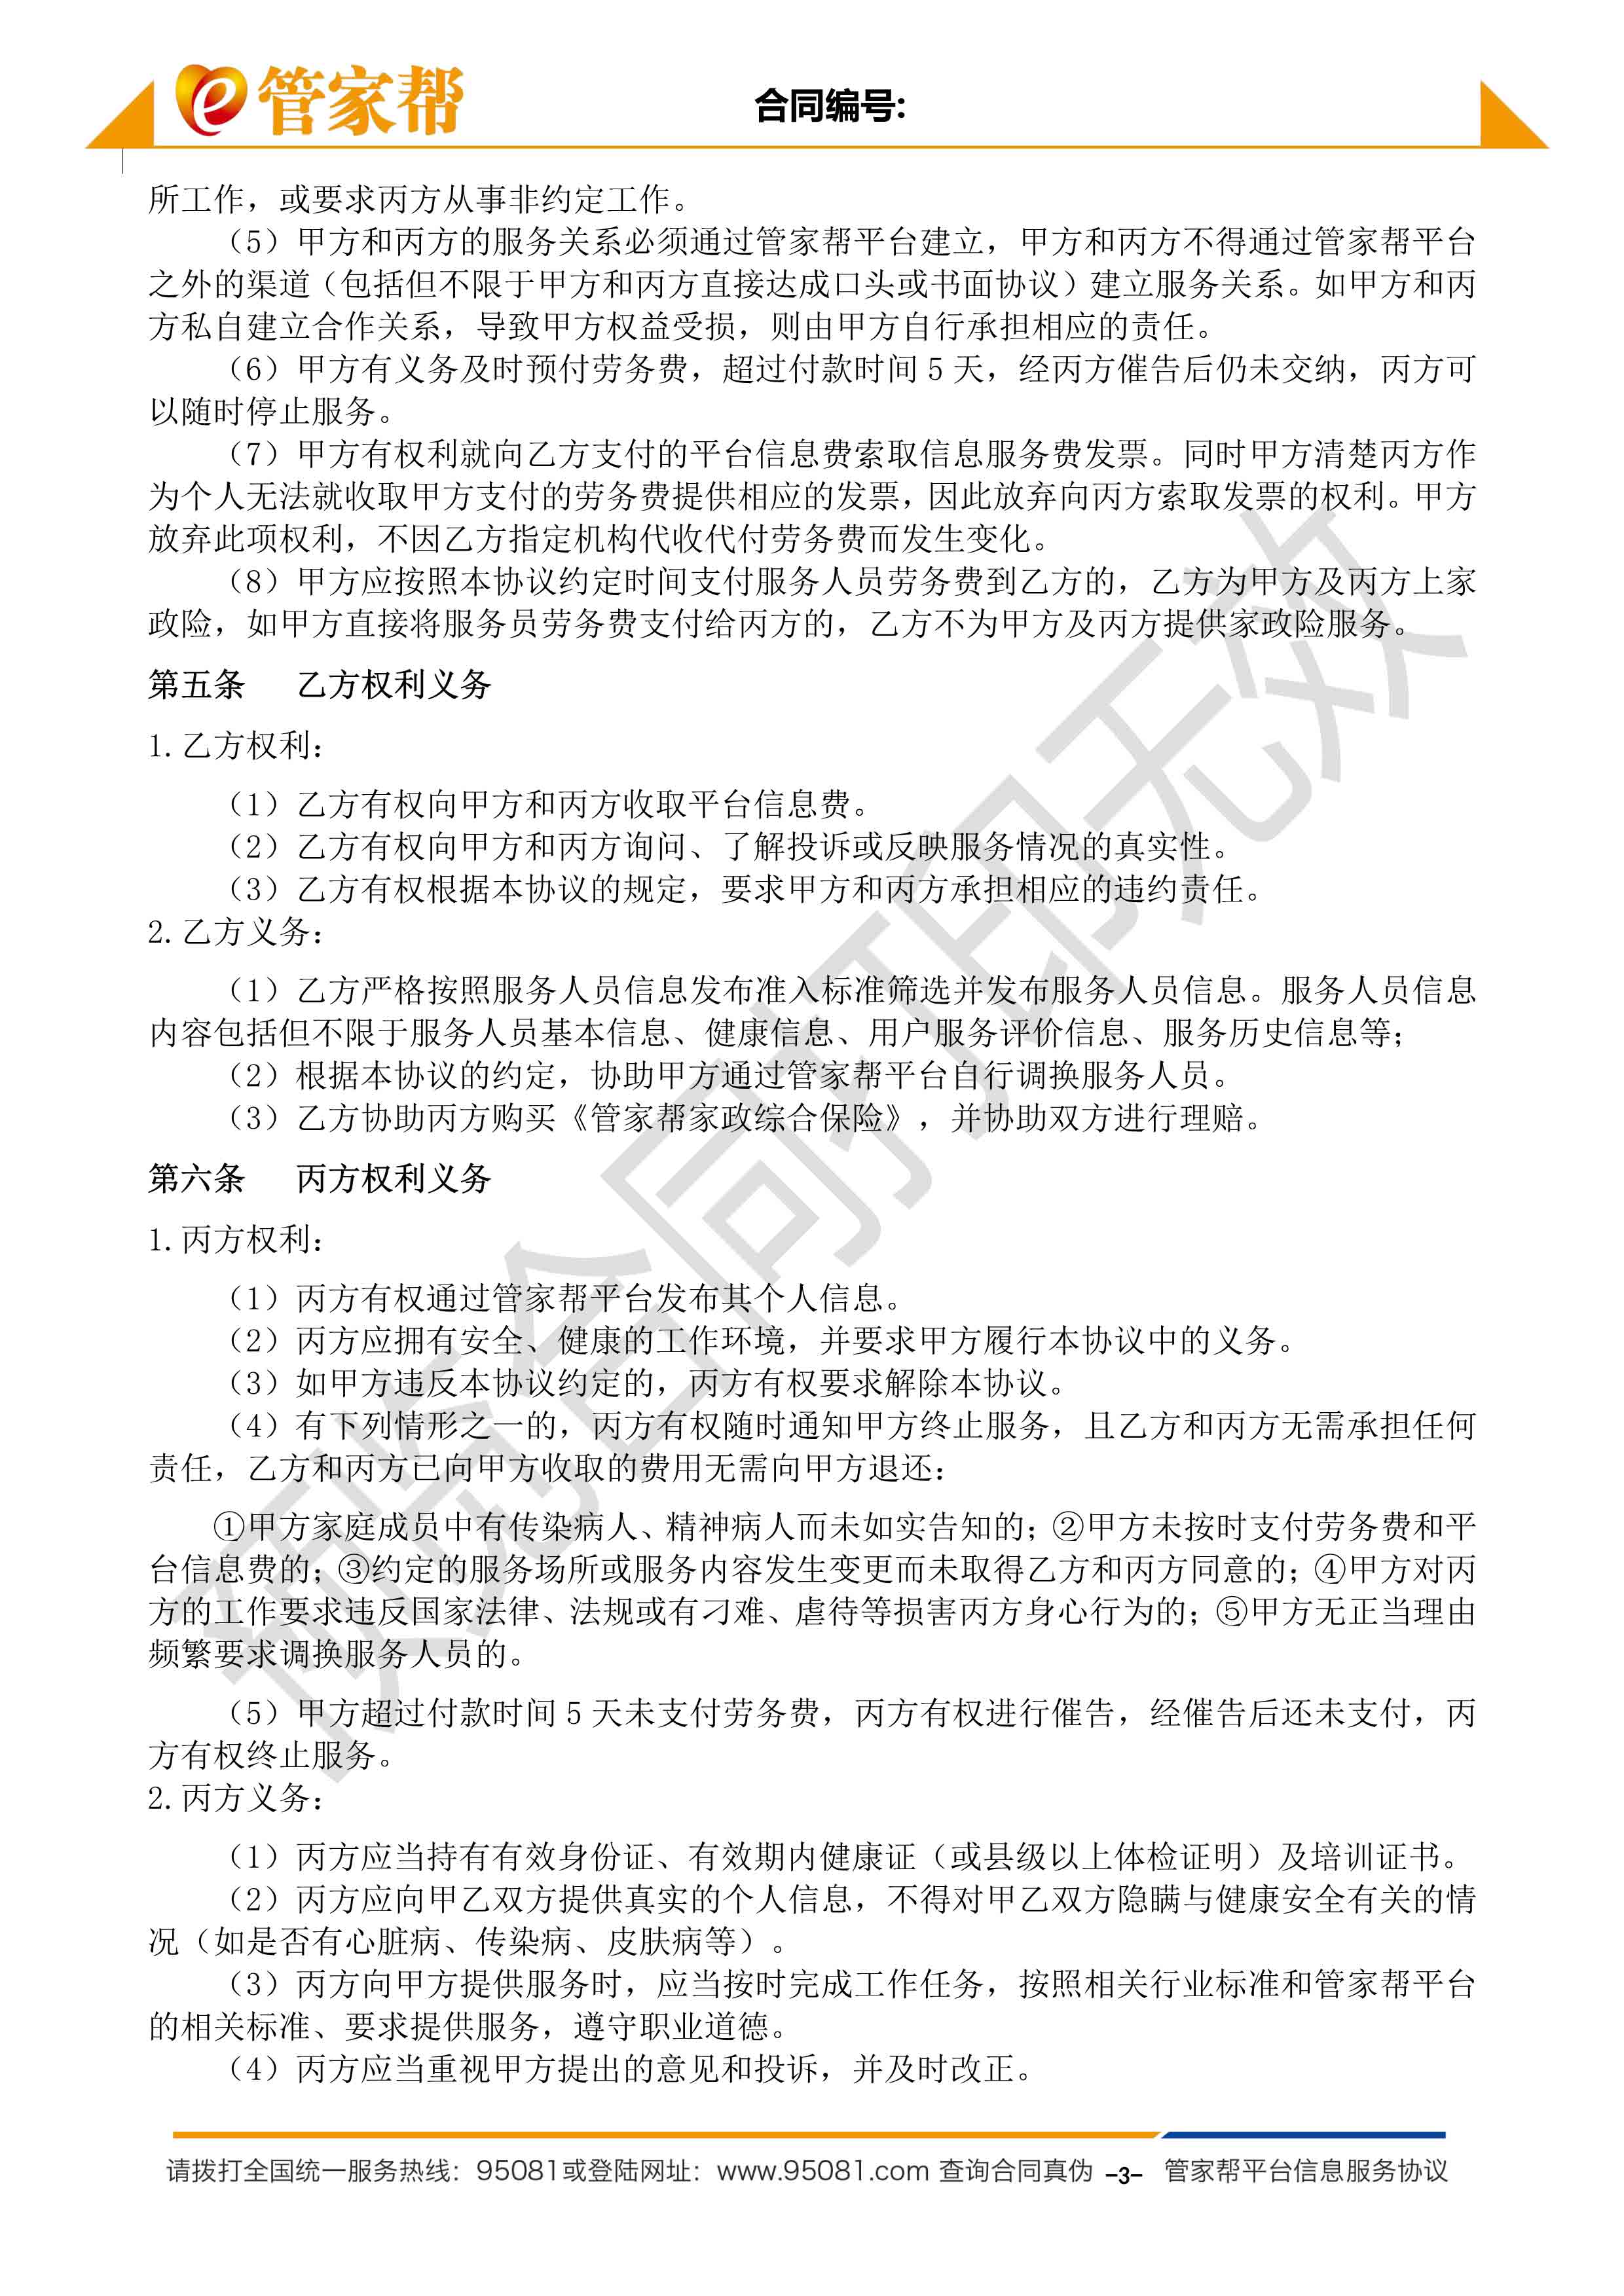 e管家帮
合同编号:
所工作，或要求丙方从事非约定工作。
（5）甲方和丙方的服务关系必须通过管家帮平台建立，甲方和丙方不得通过管家帮平台
之外的渠道（包括但不限于甲方和丙方直接达成口头或书面协议）建立服务关系。如甲方和丙
方私自建立合作关系，导致甲方权益受损，则由甲方自行承担相应的责任。
（6）甲方有义务及时预付劳务费，超过付款时间 5 天，经丙方催告后仍未交纳，丙方可
以随时停止服务。
（7）甲方有权利就向乙方支付的平台信息费索取信息服务费发票。同时甲方清楚丙方作
为个人无法就收取甲方支付的劳务费提供相应的发票，因此放弃向丙方索取发票的权利。甲方
放弃此项权利，不因乙方指定机构代收代付劳务费而发生变化。
（8）甲方应按照本协议约定时间支付服务人员劳务费到乙方的，乙方为甲方及丙方上家
政险，如甲方直接将服务员劳务费支付给丙方的，乙方不为甲方及丙方提供家政险服务。
第五条 乙方权利义务
1.乙方权利：
（1）乙方有权向甲方和丙方收取平台信息费。
（2）乙方有权向甲方和丙方询问、了解投诉或反映服务情况的真实性。
（3）乙方有权根据本协议的规定，要求甲方和丙方承担相应的违约责任。
2.乙方义务：
（1）乙方严格按照服务人员信息发布准入标准筛选并发布服务人员信息。服务人员信息
内容包括但不限于服务人员基本信息、健康信息、用户服务评价信息、服务历史信息等；
（2）根据本协议的约定，协助甲方通过管家帮平台自行调换服务人员。
（3）乙方协助丙方购买《管家帮家政综合保险》，并协助双方进行理赔。
第六条 丙方权利义务
1.丙方权利：
（1）丙方有权通过管家帮平台发布其个人信息。
（2）丙方应拥有安全、健康的工作环境，并要求甲方履行本协议中的义务。
（3）如甲方违反本协议约定的，丙方有权要求解除本协议。
（4）有下列情形之一的，丙方有权随时通知甲方终止服务，且乙方和丙方无需承担任何
责任，乙方和丙方已向甲方收取的费用无需向甲方退还：
①甲方家庭成员中有传染病人、精神病人而未如实告知的；②甲方未按时支付劳务费和平
台信息费的；③约定的服务场所或服务内容发生变更而未取得乙方和丙方同意的；④甲方对丙
方的工作要求违反国家法律、法规或有刁难、虐待等损害丙方身心行为的；⑤甲方无正当理由
频繁要求调换服务人员的。
（5）甲方超过付款时间 5 天未支付劳务费，丙方有权进行催告，经催告后还未支付，丙
方有权终止服务。
2.丙方义务：
（1）丙方应当持有有效身份证、有效期内健康证（或县级以上体检证明）及培训证书。
（2）丙方应向甲乙双方提供真实的个人信息，不得对甲乙双方隐瞒与健康安全有关的情
况（如是否有心脏病、传染病、皮肤病等）。
（3）丙方向甲方提供服务时，应当按时完成工作任务，按照相关行业标准和管家帮平台
的相关标准、要求提供服务，遵守职业道德。
（4）丙方应当重视甲方提出的意见和投诉，并及时改正。
预览合同打印无效
请拨打全国统一服务热线：95081或登陆网址：www.95081.com 查询合同真伪 -3- 管家帮平台信息服务协议